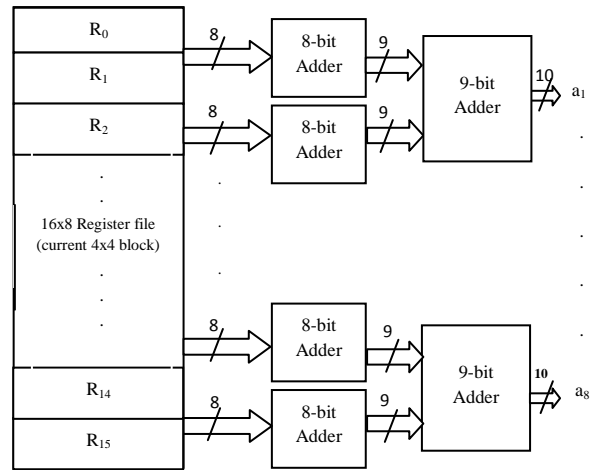 R0
R1
R2
16x8 Register file
(current 4x4 block)
R14
R15
8
8
8
8
8-bit
Adder
8-bit
Adder
8-bit
Adder
8-bit
Adder
9
9
9
9
9-bit
Adder
9-bit
Adder
10
a1
10
a8